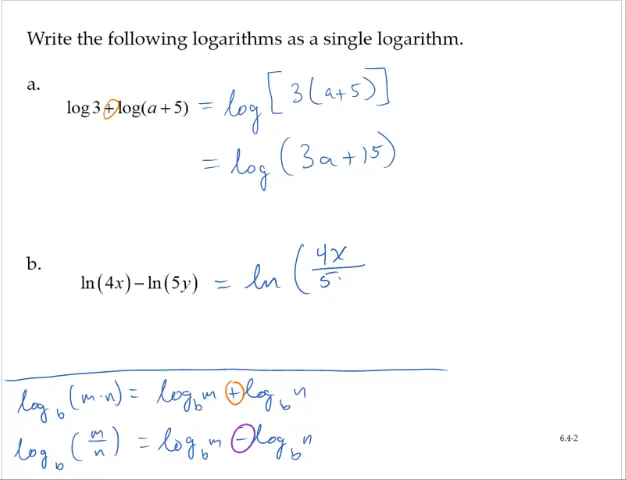 Write the following logarithms as a single logarithm.
a.
log 3 + log(a + 5) = log [3(a+5)]
= log (3a+15)
b.
ln(4x) − ln(5y) = ln (4x/5
log_b (m·n) = log_b m + log_b n
log_b (m/n) = log_b m − log_b n
6.4-2